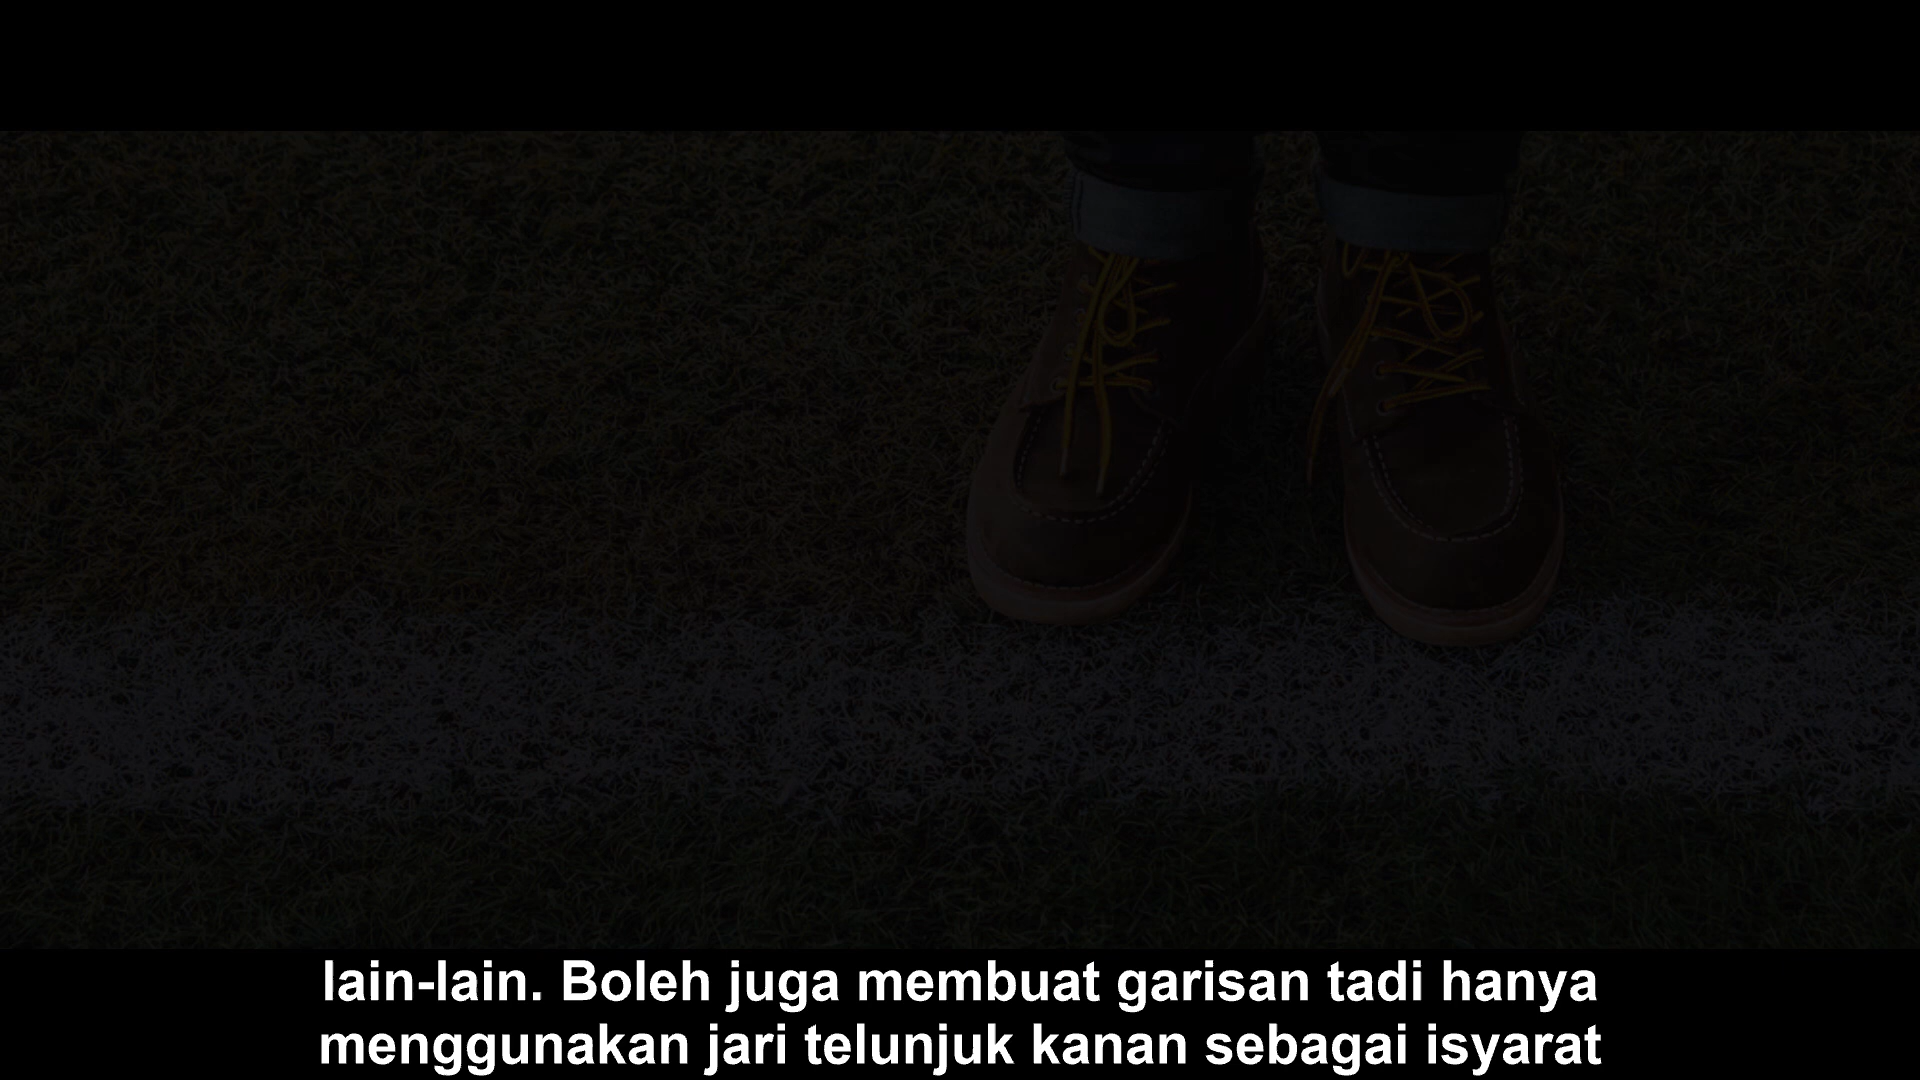 lain-lain. Boleh juga membuat garisan tadi hanya
menggunakan jari telunjuk kanan sebagai isyarat